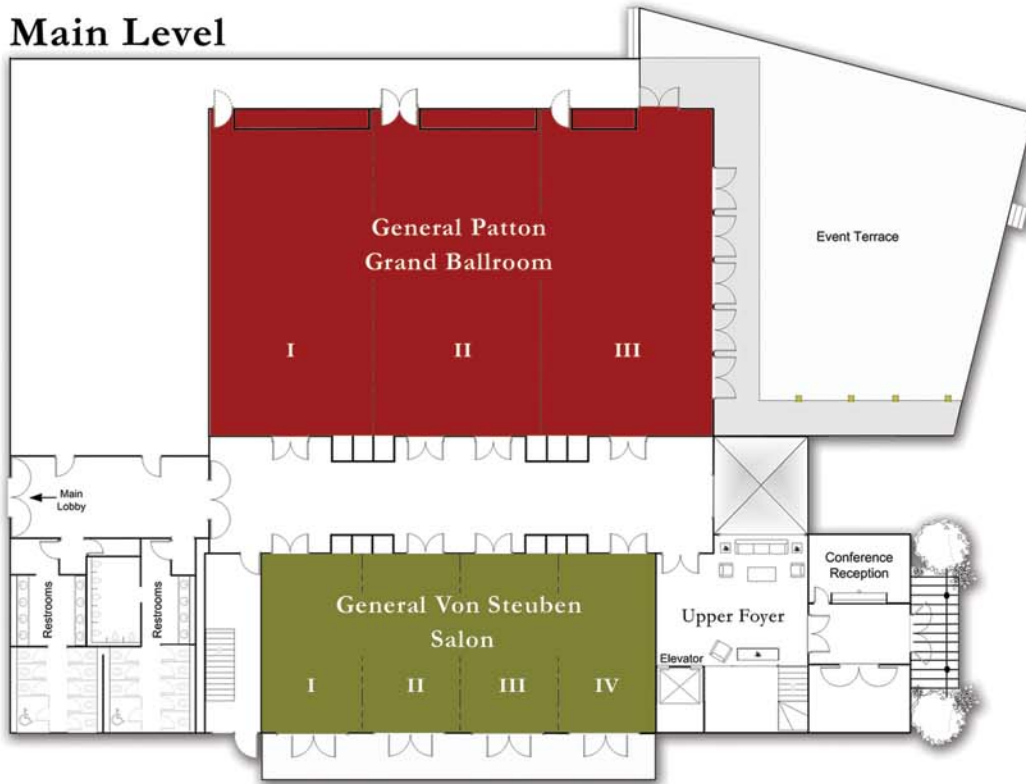 Main Level
General Patton
Grand Ballroom
Event Terrace
I
II
III
Main
Lobby
Conference
Reception
Restrooms
Restrooms
General Von Steuben
Salon
Upper Foyer
Elevator
I
II
III
IV